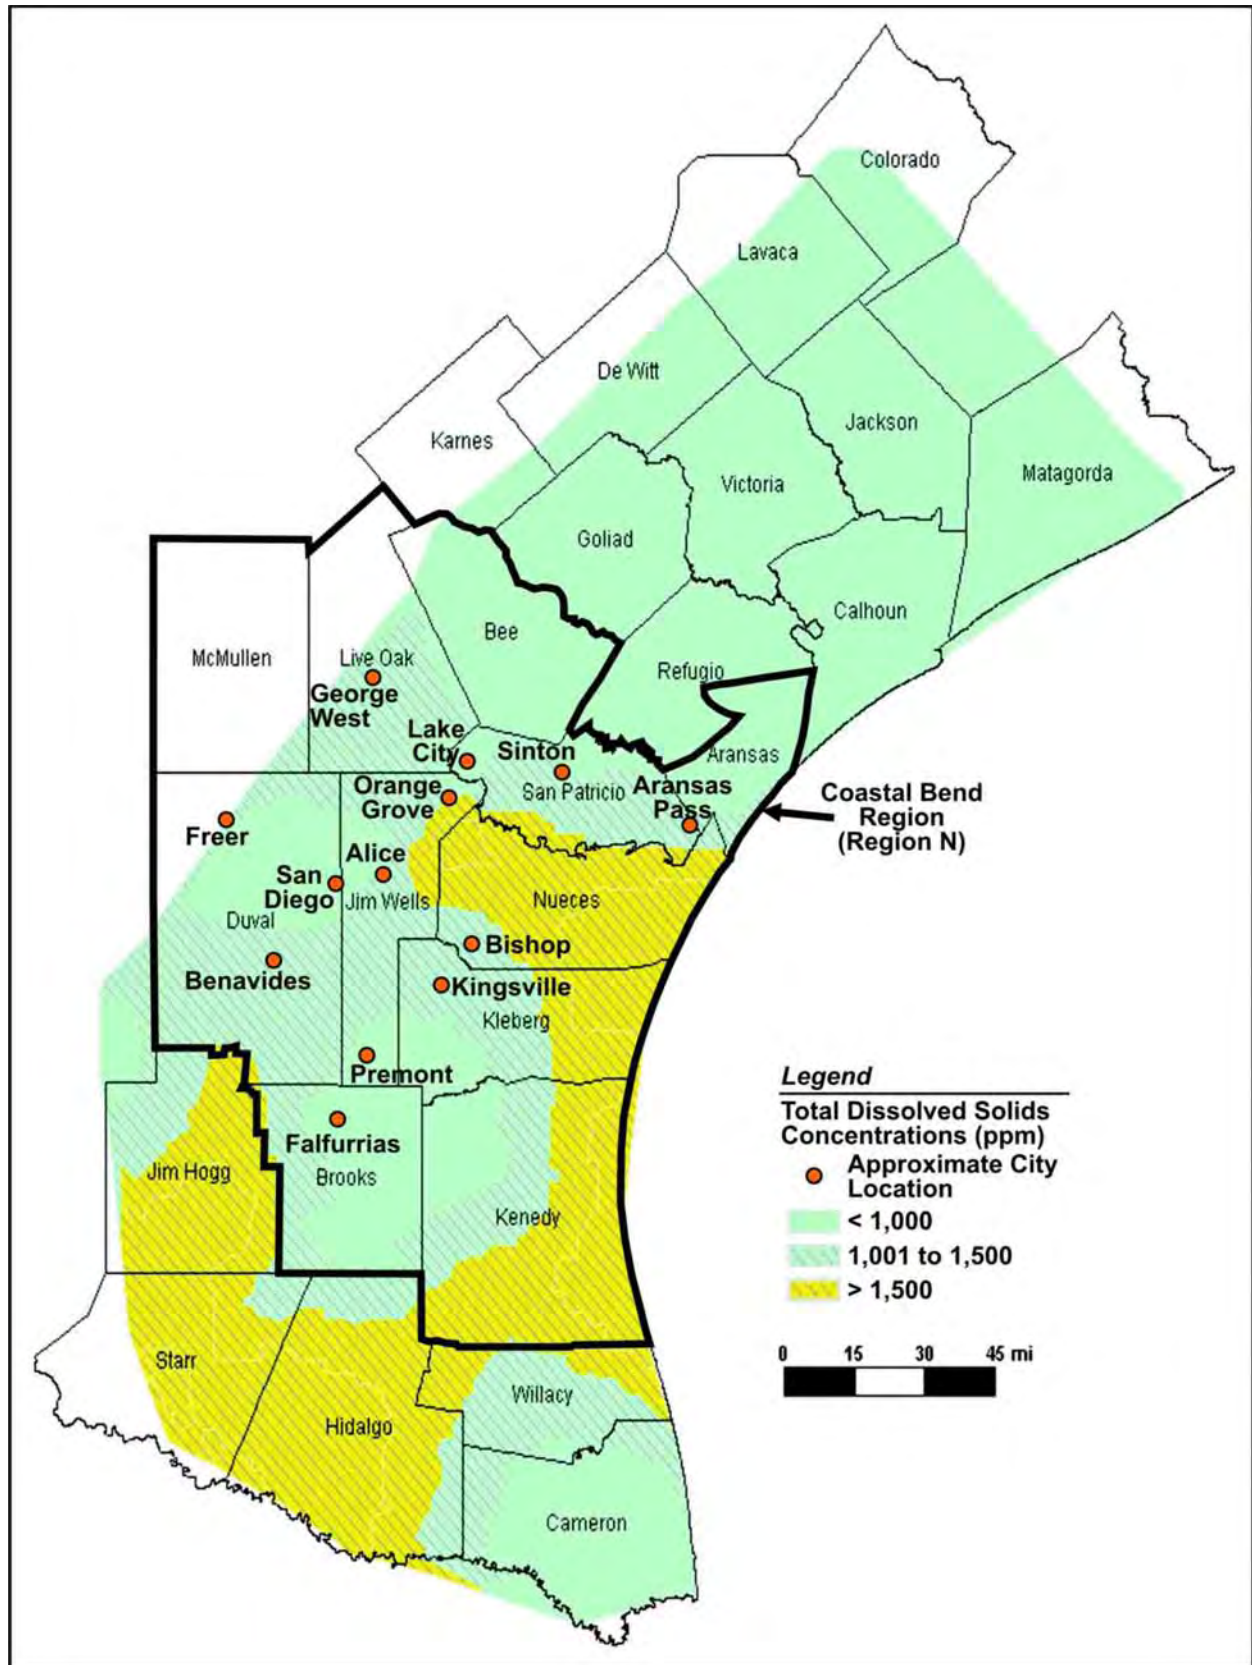 Colorado
Lavaca
De Witt
Karnes
Jackson
Victoria
Matagorda
Goliad
Calhoun
Bee
McMullen
Live Oak
Refugio
George
West
Lake
City
Sinton
Aransas
San Patricio
Aransas
Pass
Orange
Grove
Coastal Bend
Region
(Region N)
Freer
Alice
San
Diego
Jim Wells
Nueces
Duval
Bishop
Benavides
Kingsville
Kleberg
Premont
Falfurrias
Brooks
Jim Hogg
Kenedy
Starr
Willacy
Hidalgo
Cameron
Legend
Total Dissolved Solids
Concentrations (ppm)
Approximate City
Location
< 1,000
1,001 to 1,500
> 1,500
0 15 30 45 mi